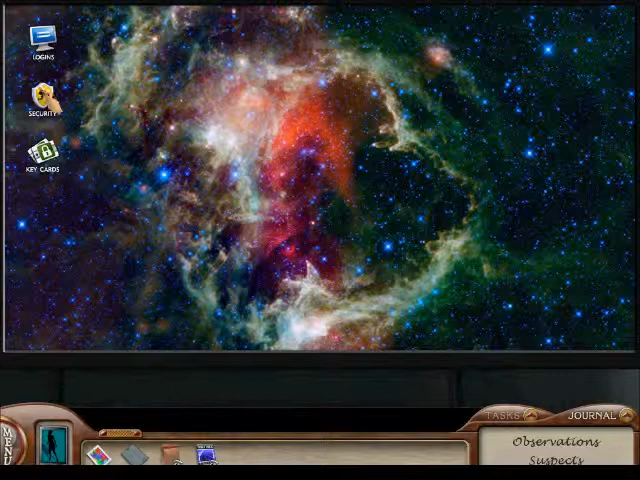 LOGINS
SECURITY
KEY CARDS
TASKS
JOURNAL
MENU
Observations
Suspects